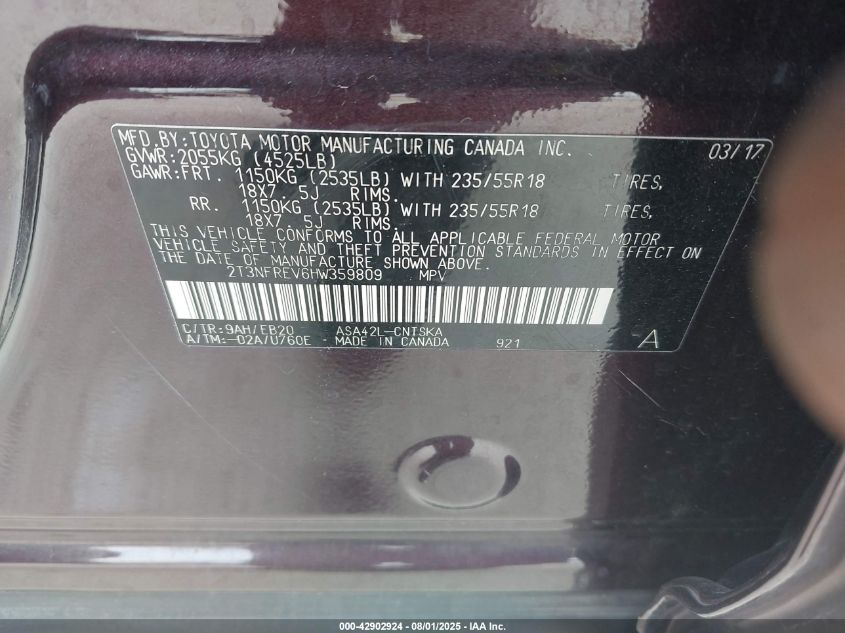 MFD.BY:TOYOTA MOTOR MANUFACTURING CANADA INC. 03/17
GVWR:2055KG (4525LB)
GAWR:FRT. 1150KG (2535LB) WITH 235/55R18 TIRES,
18X7 5J RIMS.
RR. 1150KG (2535LB) WITH 235/55R18 TIRES,
18X7 5J RIMS.
THIS VEHICLE CONFORMS TO ALL APPLICABLE FEDERAL MOTOR
VEHICLE SAFETY AND THEFT PREVENTION STANDARDS IN EFFECT ON
THE DATE OF MANUFACTURE SHOWN ABOVE.
2T3NFREV6HW359809 MPV
C/TR:9AH/EB20 ASA42L-CNTSKA
A/TM:-02A/U760E MADE IN CANADA 921 A
000-42902924 - 08/01/2025 - IAA Inc.